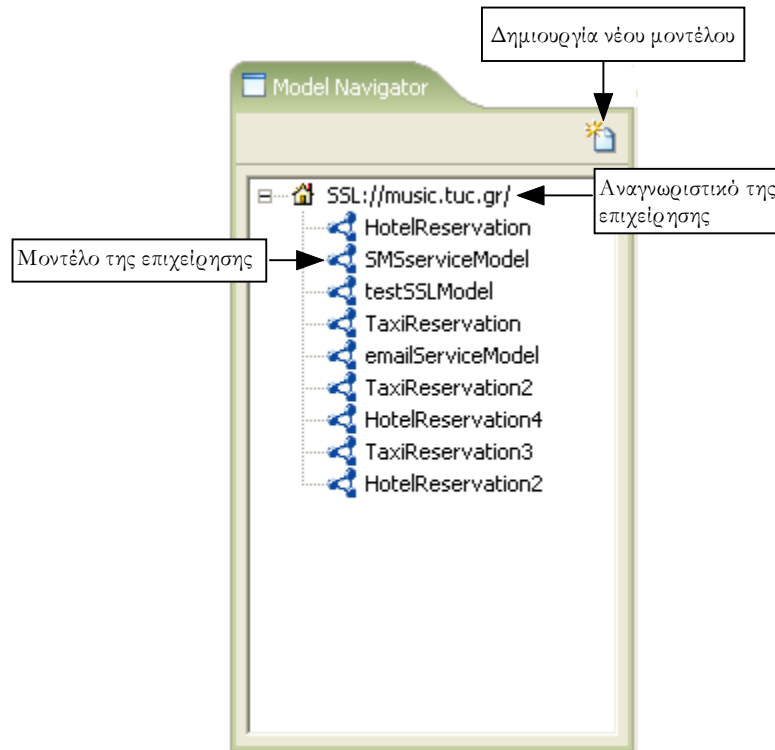 Δημιουργία νέου μοντέλου
Model Navigator
SSL://music.tuc.gr/
Αναγνωριστικό της
επιχείρησης
HotelReservation
Μοντέλο της επιχείρησης
SMSserviceModel
testSSLModel
TaxiReservation
emailServiceModel
TaxiReservation2
HotelReservation4
TaxiReservation3
HotelReservation2